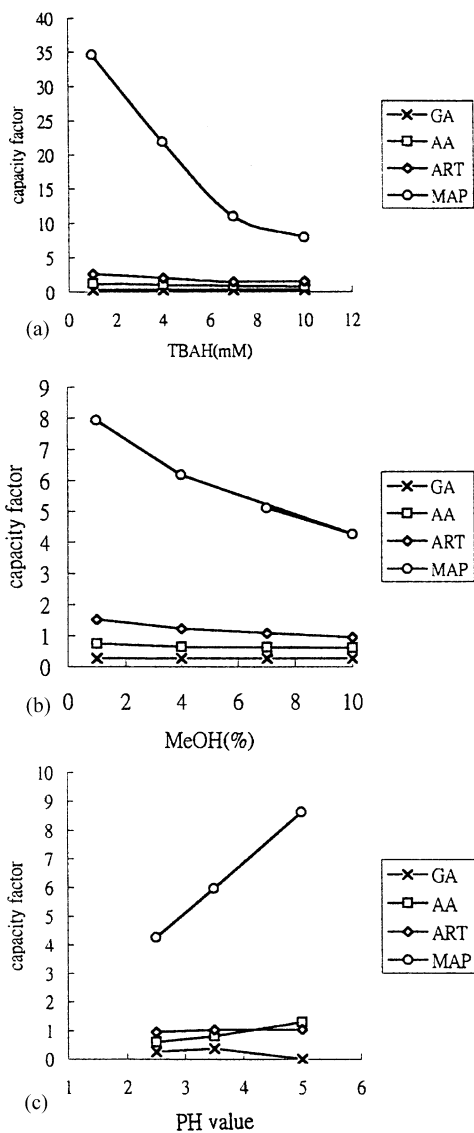 40
35
30
25
20
15
10
5
0
capacity factor
0 2 4 6 8 10 12
TBAH(mM)
(a)
GA
AA
ART
MAP
9
8
7
6
5
4
3
2
1
0
capacity factor
0 2 4 6 8 10
MeOH(%)
(b)
GA
AA
ART
MAP
10
9
8
7
6
5
4
3
2
1
0
capacity factor
1 2 3 4 5 6
PH value
(c)
GA
AA
ART
MAP